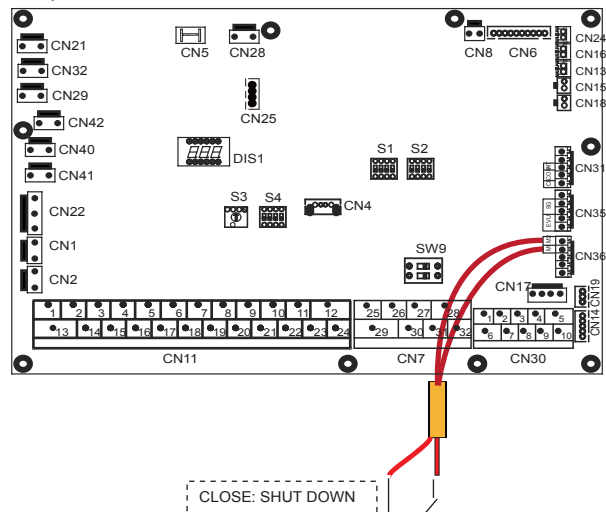 CN21
CN5
CN28
CN8
CN6
CN24
CN16
CN32
CN13
CN29
CN15
CN18
CN42
CN25
CN40
DIS1
S1
S2
CN41
CN31
S3
S4
CN4
SG
CN35
EVU
CN22
CN1
SW9
M1 M2
CN36
CN2
CN17
CN19
1 2 3 4 5 6 7 8 9 10 11 12
25 26 27 28
1 2 3 4 5
CN14
13 14 15 16 17 18 19 20 21 22 23 24
29 30 31 32
6 7 8 9 10
CN11
CN7
CN30
CLOSE: SHUT DOWN